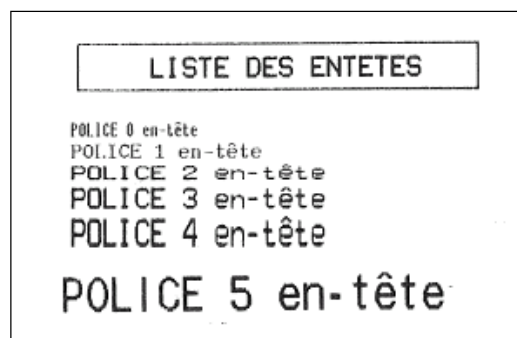 LISTE DES ENTETES
POLICE 0 en-tête
POLICE 1 en-tête
POLICE 2 en-tête
POLICE 3 en-tête
POLICE 4 en-tête
POLICE 5 en-tête